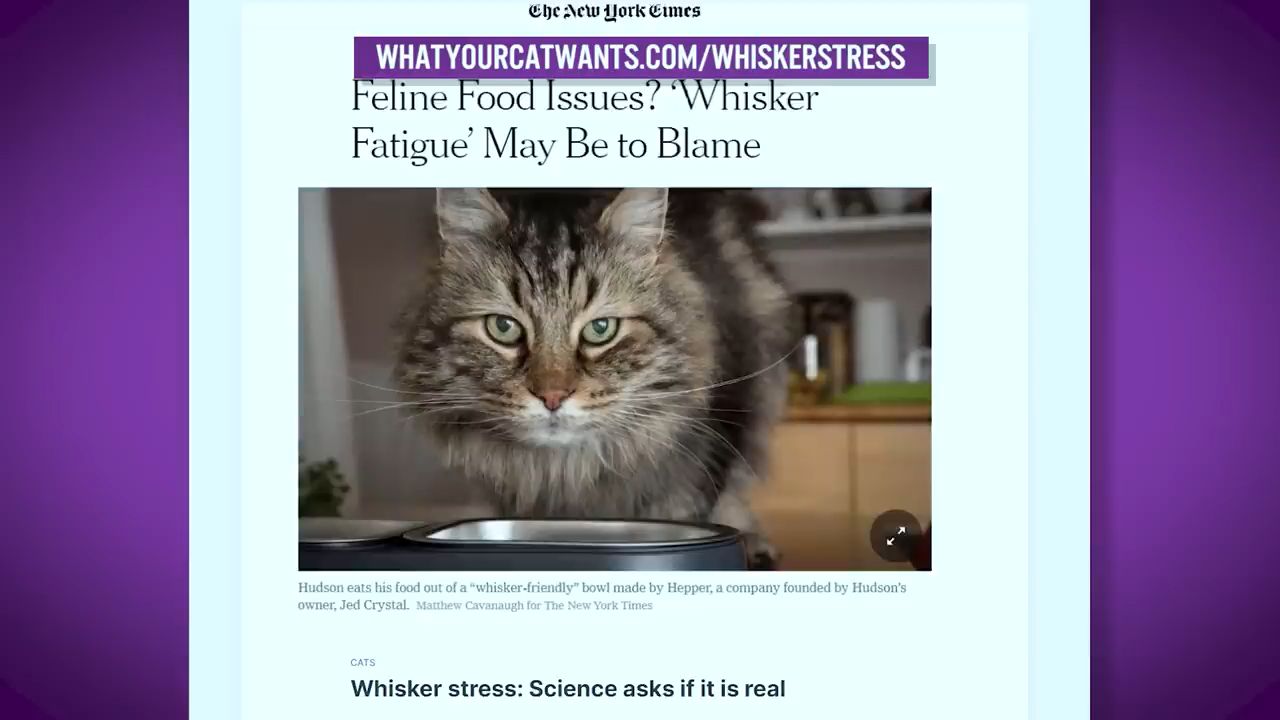 The New York Times
WHATYOURCATWANTS.COM/WHISKERSTRESS
Feline Food Issues? ‘Whisker
Fatigue’ May Be to Blame
Hudson eats his food out of a “whisker-friendly” bowl made by Hepper, a company founded by Hudson’s
owner, Jed Crystal. Matthew Cavanaugh for The New York Times
CATS
Whisker stress: Science asks if it is real